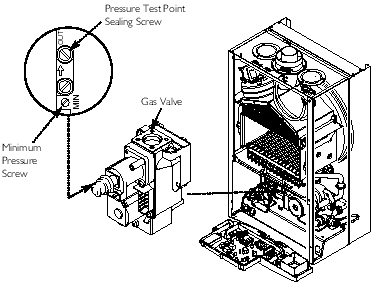 Pressure Test Point
Sealing Screw
OUT
MIN
Gas Valve
Minimum
Pressure
Screw